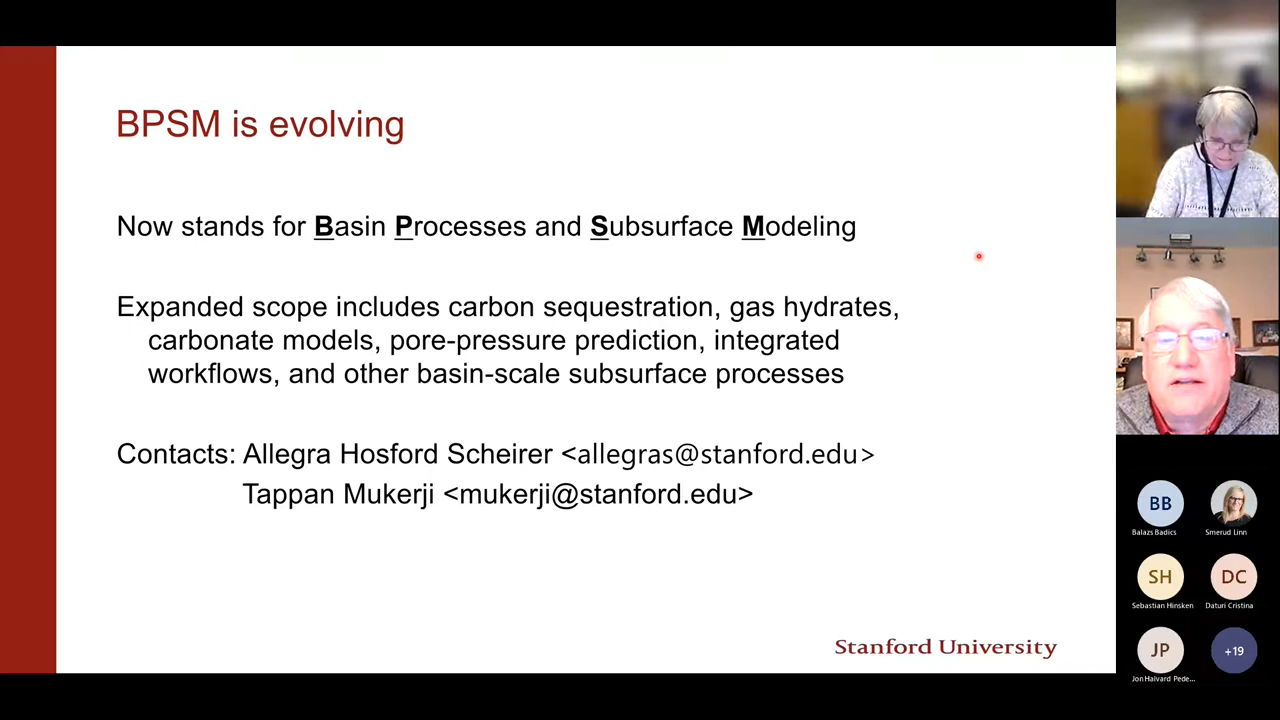 BPSM is evolving
Now stands for Basin Processes and Subsurface Modeling
Expanded scope includes carbon sequestration, gas hydrates,
carbonate models, pore-pressure prediction, integrated
workflows, and other basin-scale subsurface processes
Contacts: Allegra Hosford Scheirer <allegras@stanford.edu>
Tappan Mukerji <mukerji@stanford.edu>
Stanford University
BB
Balazs Badics
Smerud Linn
SH
Sebastian Hinsken
DC
Daturi Cristina
JP
Jon Halvard Pede...
+19